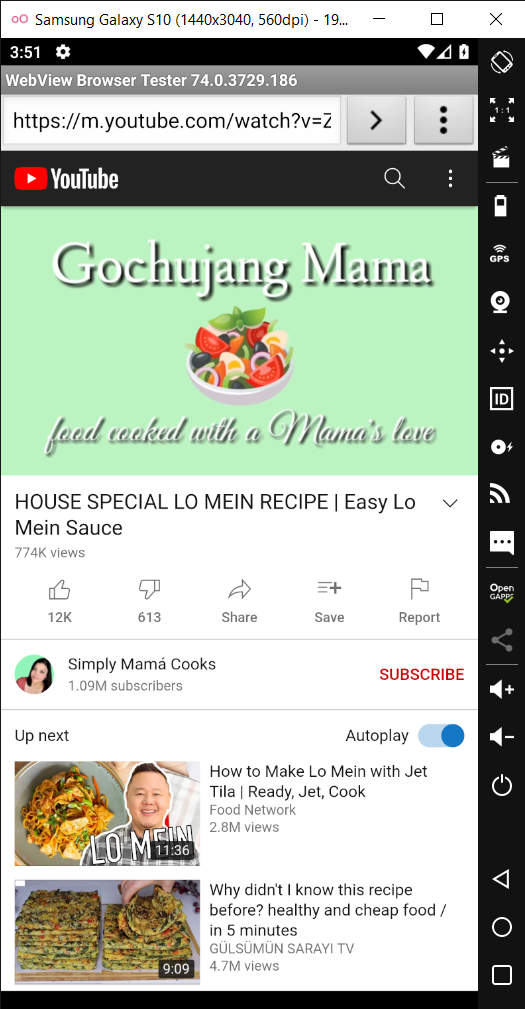 Samsung Galaxy S10 (1440x3040, 560dpi) - 19...
3:51
WebView Browser Tester 74.0.3729.186
https://m.youtube.com/watch?v=Z
YouTube
Gochujang Mama
food cooked with a Mama's love
HOUSE SPECIAL LO MEIN RECIPE | Easy Lo
Mein Sauce
774K views
12K
613
Share
Save
Report
Simply Mamá Cooks
1.09M subscribers
SUBSCRIBE
Up next
Autoplay
LO MEIN
11:36
How to Make Lo Mein with Jet
Tila | Ready, Jet, Cook
Food Network
2.8M views
9:09
Why didn't I know this recipe
before? healthy and cheap food /
in 5 minutes
GÜLSÜMÜN SARAYI TV
4.7M views
1:1
GPS
ID
Open
GAPPS